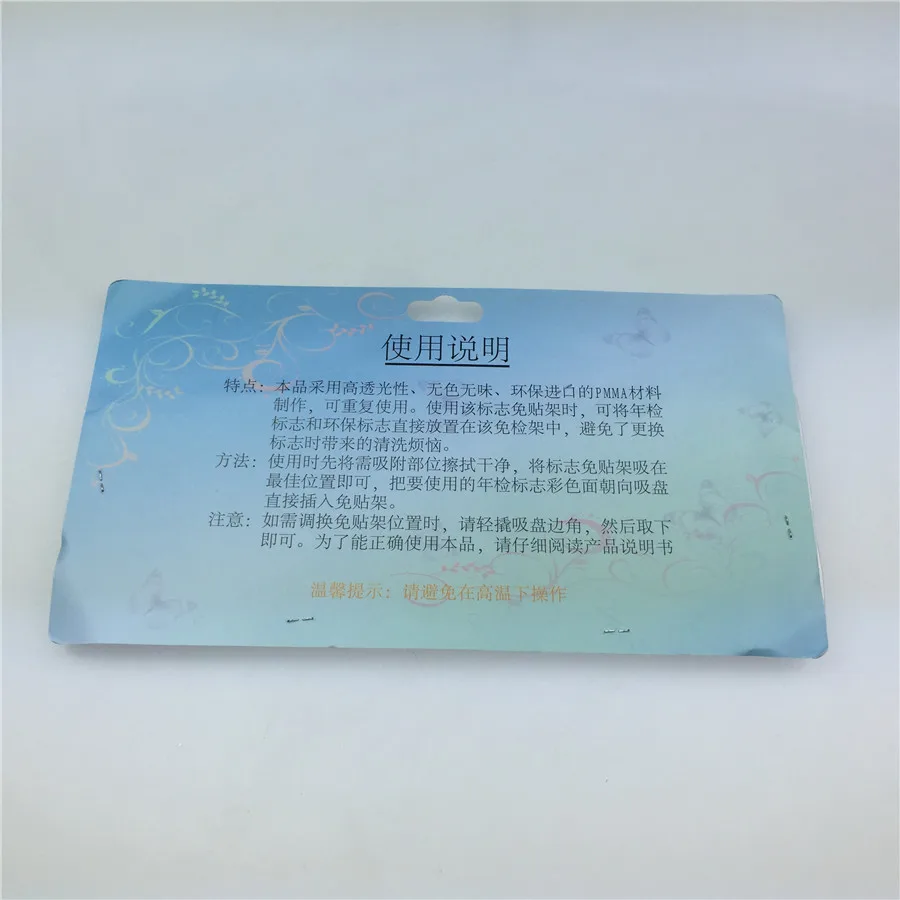 使用说明
特点：本品采用高透光性、无色无味、环保进口的PMMA材料
制作，可重复使用。使用该标志免贴架时，可将年检
标志和环保标志直接放置在该免检架中，避免了更换
标志时带来的清洗烦恼。
方法：使用时先将需吸附部位擦拭干净，将标志免贴架吸在
最佳位置即可，把要使用的年检标志彩色面朝向吸盘
直接插入免贴架。
注意：如需调换免贴架位置时，请轻撬吸盘边角，然后取下
即可。为了能正确使用本品，请仔细阅读产品说明书
温馨提示：请避免在高温下操作